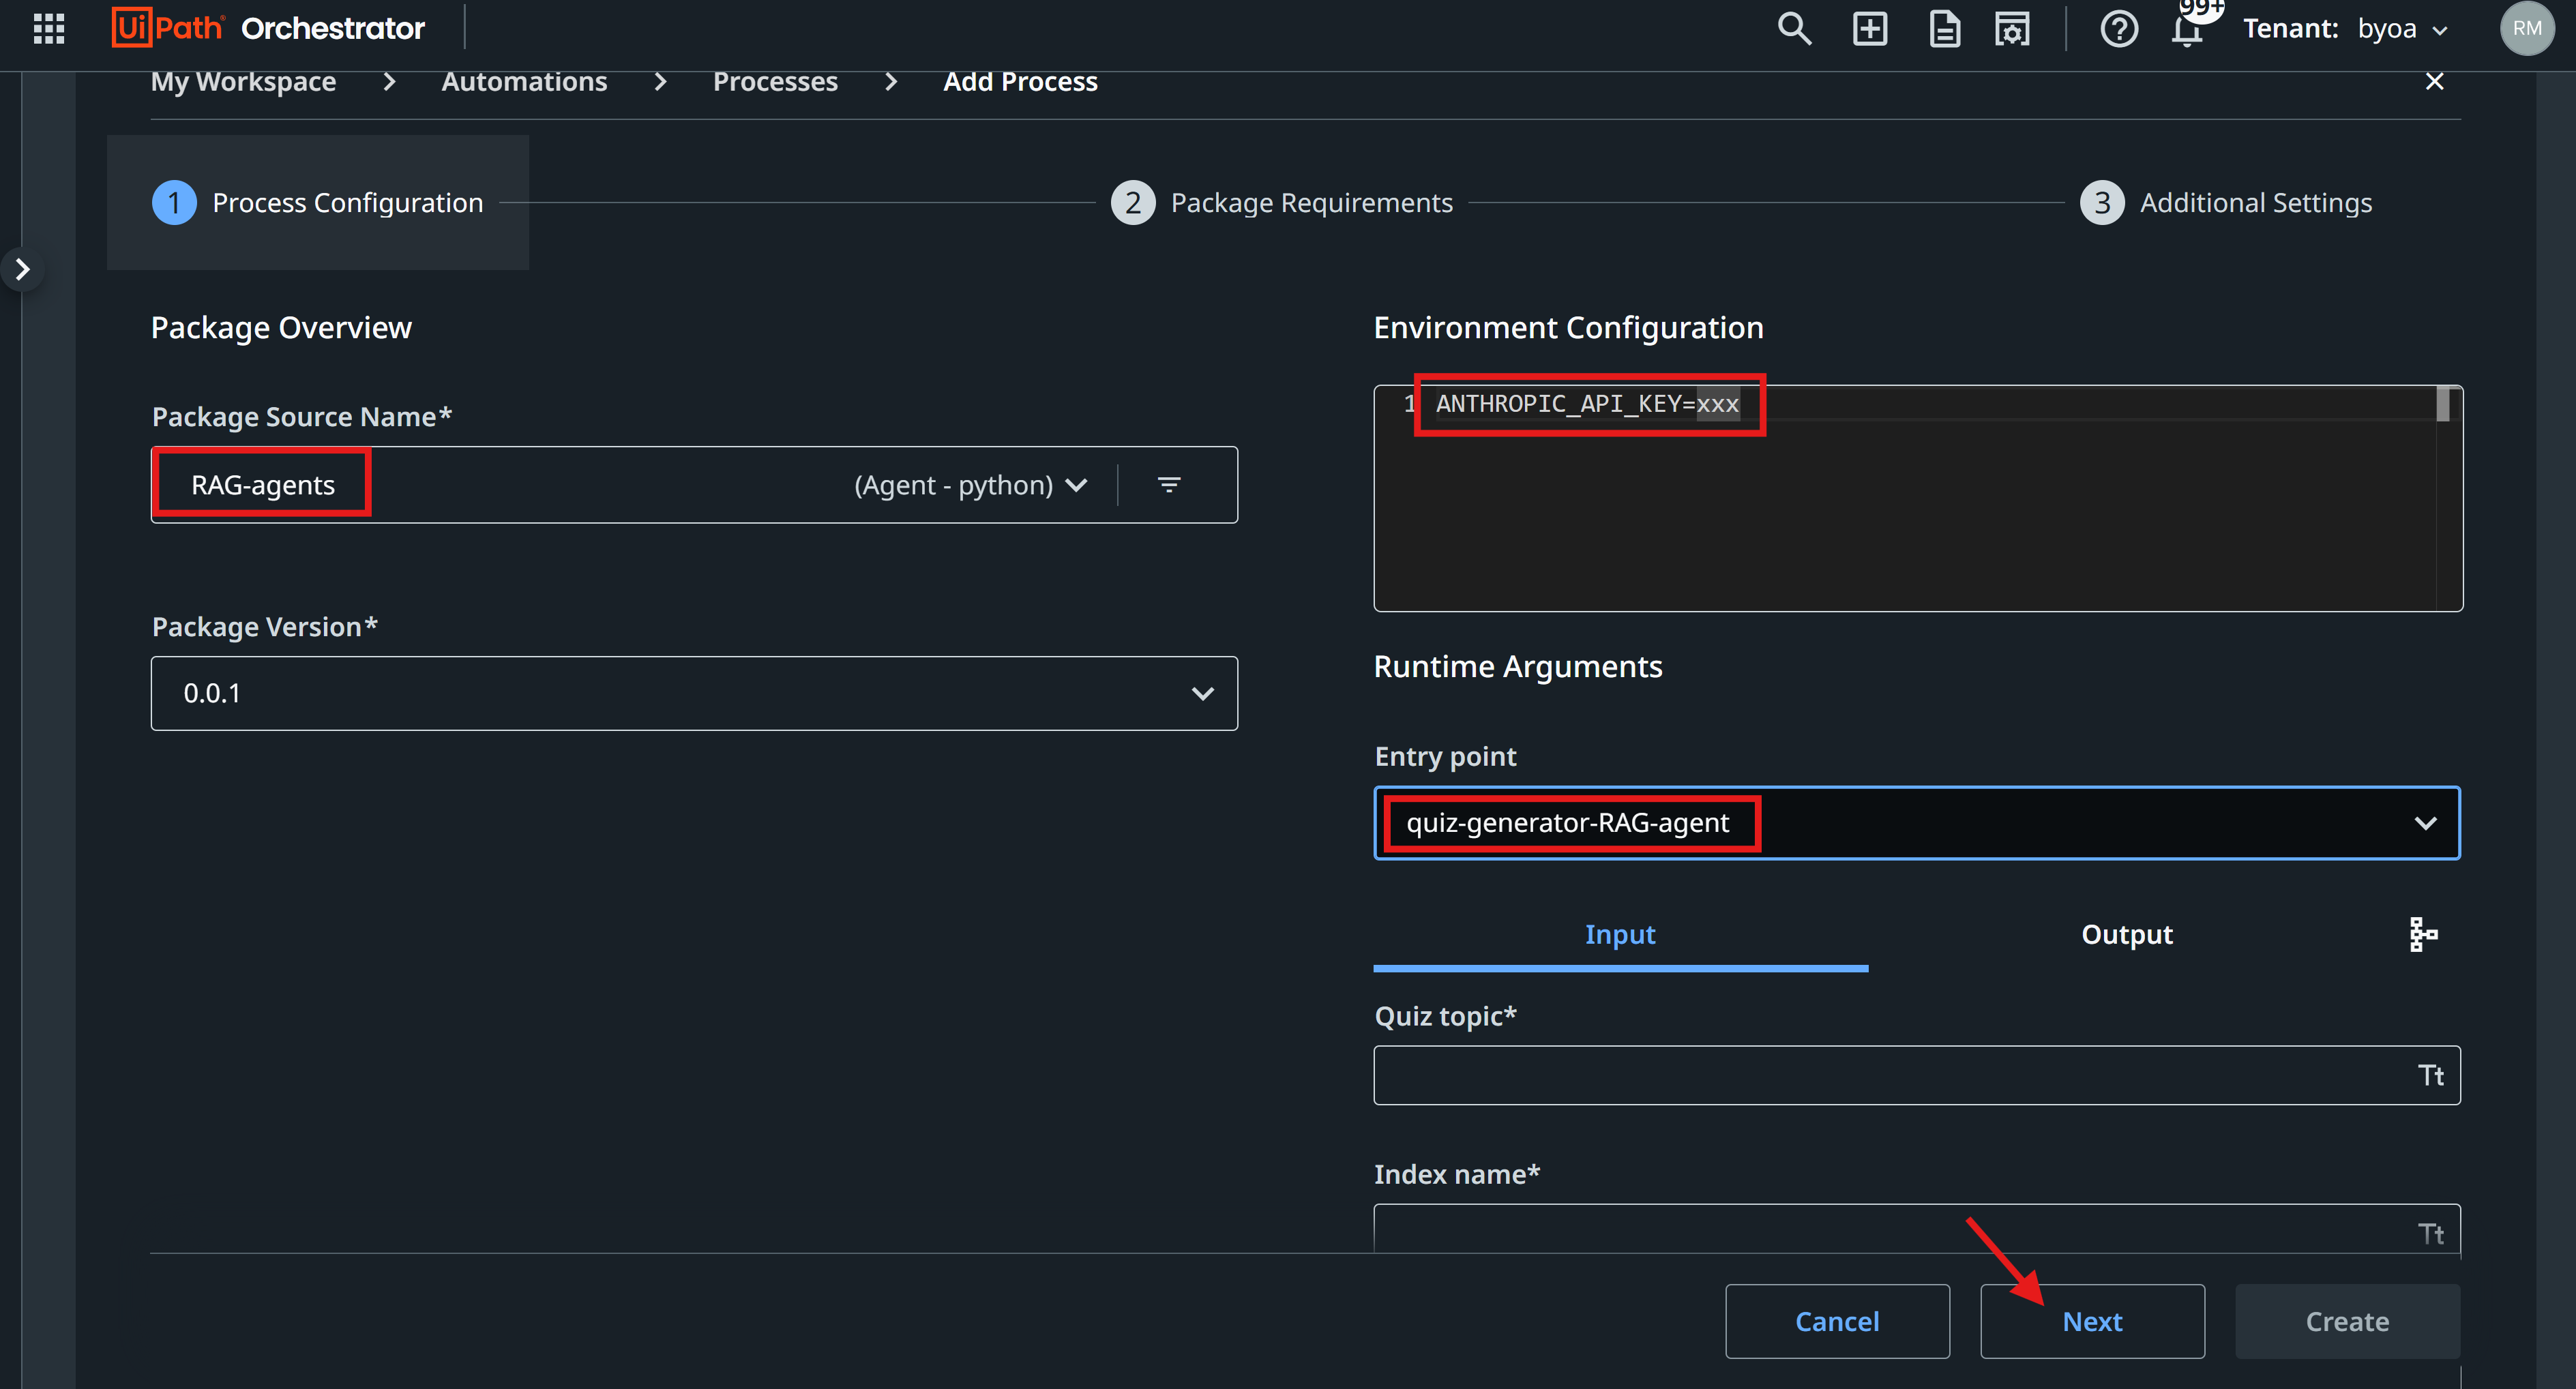 UiPath Orchestrator
99+
Tenant: byoa
RM
My Workspace > Automations > Processes > Add Process
1 Process Configuration
2 Package Requirements
3 Additional Settings
Package Overview
Package Source Name*
RAG-agents (Agent - python)
Package Version*
0.0.1
Environment Configuration
1 ANTHROPIC_API_KEY=xxx
Runtime Arguments
Entry point
quiz-generator-RAG-agent
Input Output
Quiz topic*
Tt
Index name*
Tt
Cancel Next Create